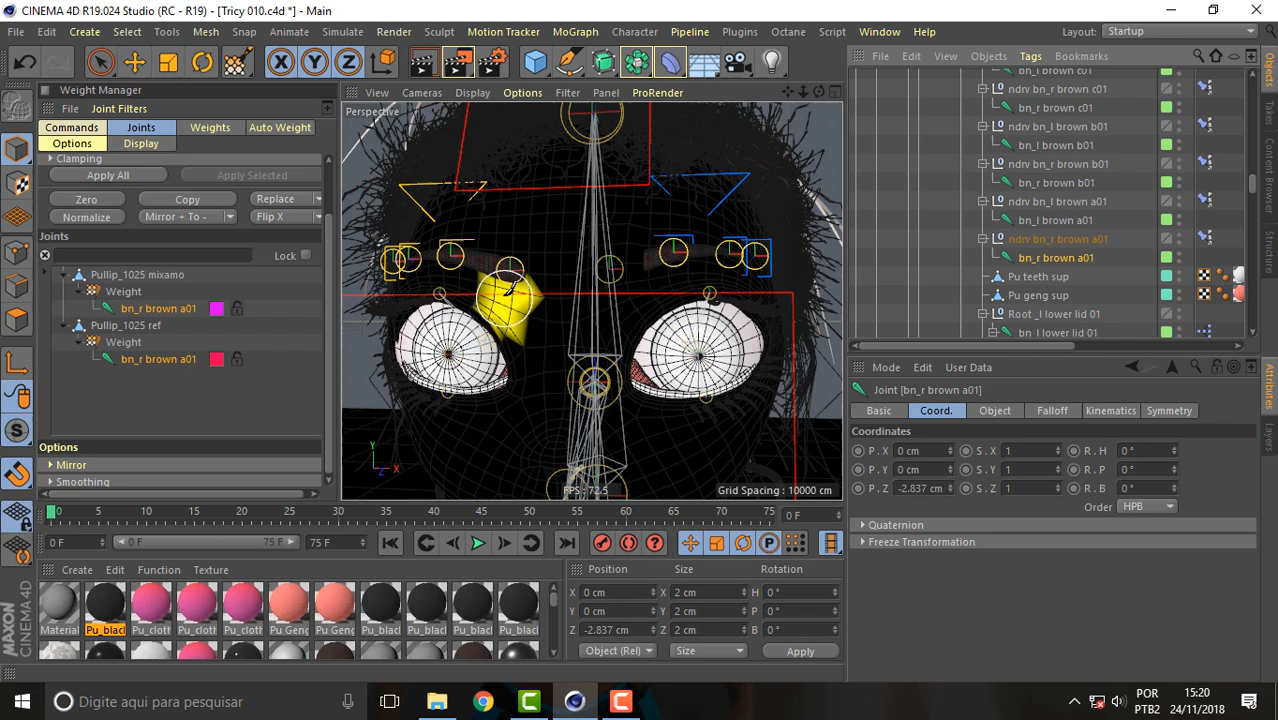 CINEMA 4D R19.024 Studio (RC - R19) - [Tricy 010.c4d *] - Main
File Edit Create Select Tools Mesh Snap Animate Simulate Render Sculpt Motion Tracker MoGraph Character Pipeline Plugins Octane Script Window Help
Layout: Startup
Weight Manager
File Joint Filters
Commands Joints Weights Auto Weight
Options Display
Clamping
Apply All Apply Selected
Zero Copy Replace
Normalize Mirror + To - Flip X
Joints
Lock
Pullip_1025 mixamo
Weight
bn_r brown a01
Pullip_1025 ref
Weight
bn_r brown a01
Options
Mirror
Smoothing
View Cameras Display Options Filter Panel ProRender
Perspective
Y
Z X
FPS : 72.5
Grid Spacing : 10000 cm
File Edit View Objects Tags Bookmarks
bn_l brown c01
ndrv bn_r brown c01
bn_r brown c01
ndrv bn_l brown b01
bn_l brown b01
ndrv bn_r brown b01
bn_r brown b01
ndrv bn_l brown a01
bn_l brown a01
ndrv bn_r brown a01
bn_r brown a01
Pu teeth sup
Pu geng sup
Root _l lower lid 01
bn_l lower lid 01
Objects
Takes
Content Browser
Structure
Mode Edit User Data
Joint [bn_r brown a01]
Basic Coord. Object Falloff Kinematics Symmetry
Coordinates
P . X 0 cm S . X 1 R . H 0 °
P . Y 0 cm S . Y 1 R . P 0 °
P . Z -2.837 cm S . Z 1 R . B 0 °
Order HPB
Quaternion
Freeze Transformation
Attributes
Layers
0 5 10 15 20 25 30 35 40 45 50 55 60 65 70 75
0 F
0 F 0 F 75 F 75 F
Create Edit Function Texture
Material Pu_blacl Pu_cloth Pu_cloth Pu_cloth Pu Geng Pu Geng Pu_blacl Pu_blacl Pu_blacl Pu_blacl
Position Size Rotation
X 0 cm X 2 cm H 0 °
Y 0 cm Y 2 cm P 0 °
Z -2.837 cm Z 2 cm B 0 °
Object (Rel) Size Apply
MAXON
CINEMA 4D
Digite aqui para pesquisar
POR
PTB2
15:20
24/11/2018